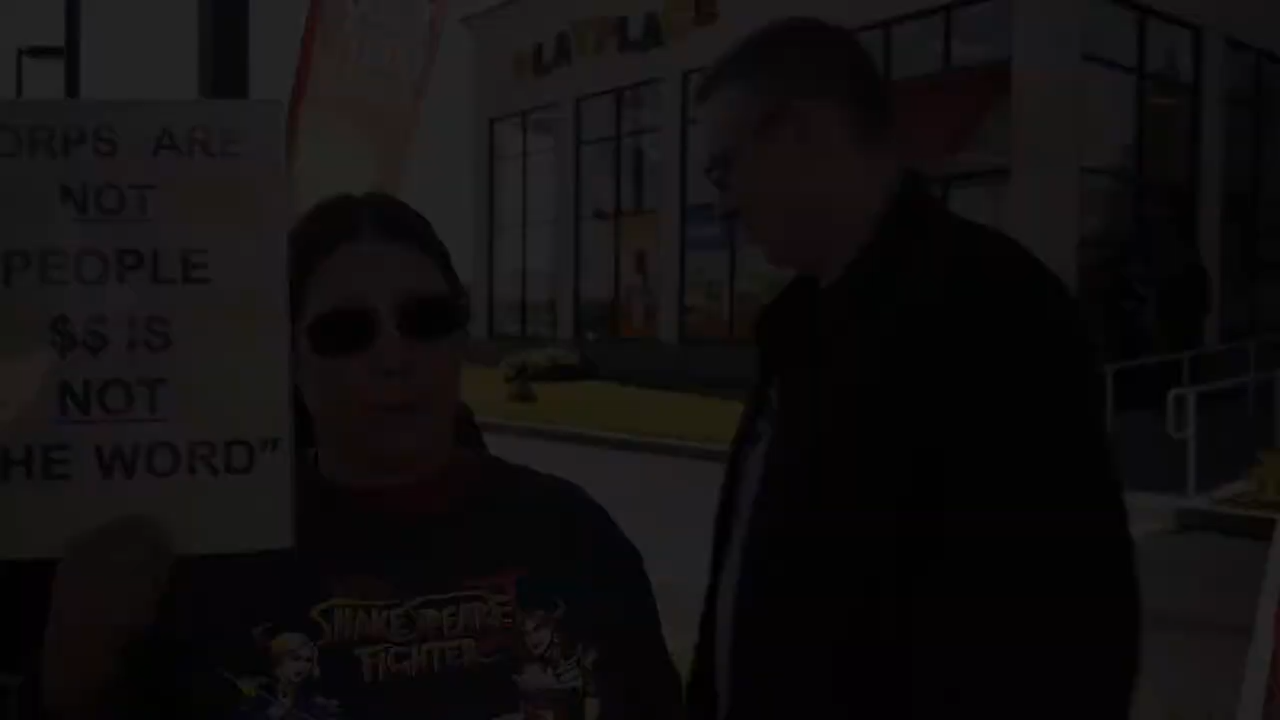 ORPS ARE
NOT
PEOPLE
$$ IS
NOT
HE WORD"
SHAKESPEARE
FIGHTER